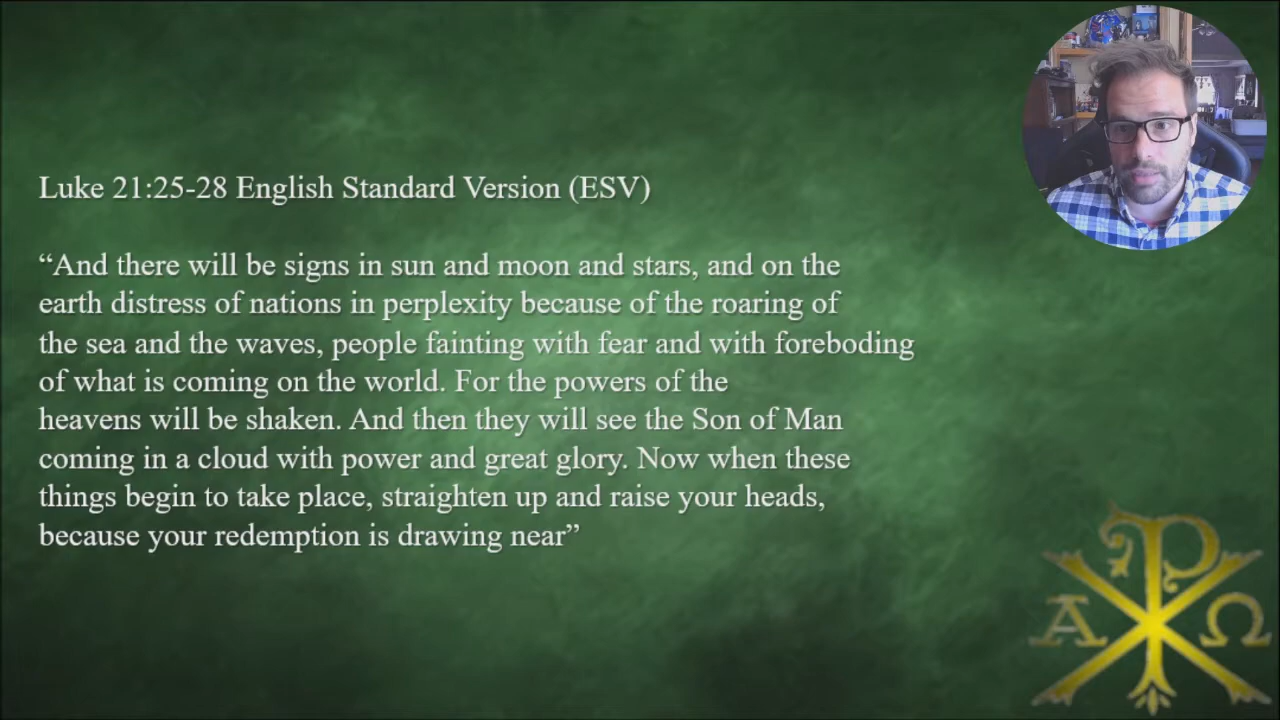 Luke 21:25-28 English Standard Version (ESV)
“And there will be signs in sun and moon and stars, and on the
earth distress of nations in perplexity because of the roaring of
the sea and the waves, people fainting with fear and with foreboding
of what is coming on the world. For the powers of the
heavens will be shaken. And then they will see the Son of Man
coming in a cloud with power and great glory. Now when these
things begin to take place, straighten up and raise your heads,
because your redemption is drawing near”
Α Ω